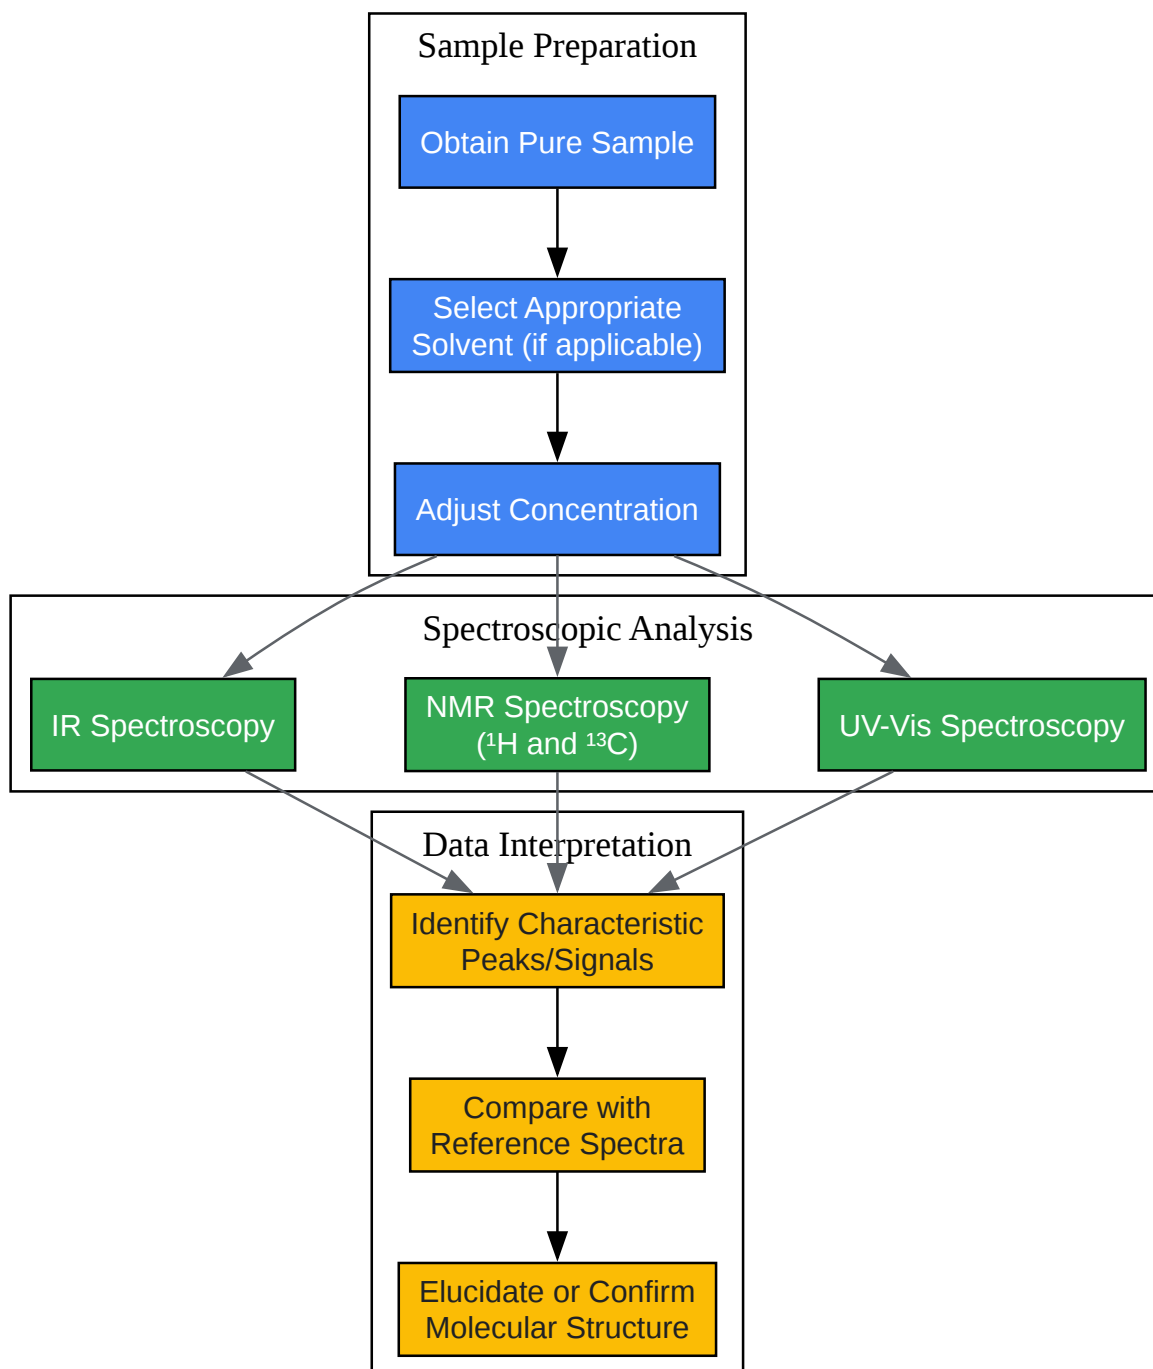 Sample Preparation
Obtain Pure Sample
Select Appropriate
Solvent (if applicable)
Adjust Concentration
Spectroscopic Analysis
IR Spectroscopy
NMR Spectroscopy
(¹H and ¹³C)
UV-Vis Spectroscopy
Data Interpretation
Identify Characteristic
Peaks/Signals
Compare with
Reference Spectra
Elucidate or Confirm
Molecular Structure